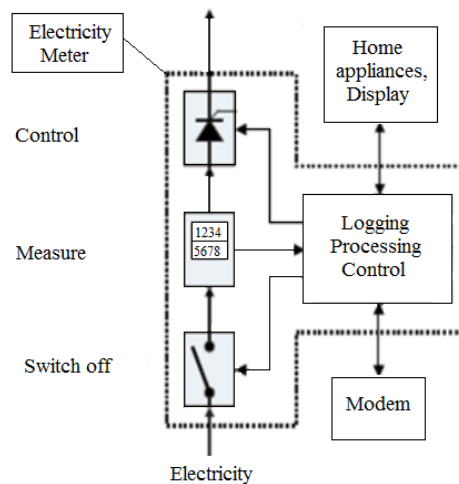 Electricity
Meter
Home
appliances,
Display
Control
Logging
Processing
Control
Measure
1234
5678
Switch off
Modem
Electricity